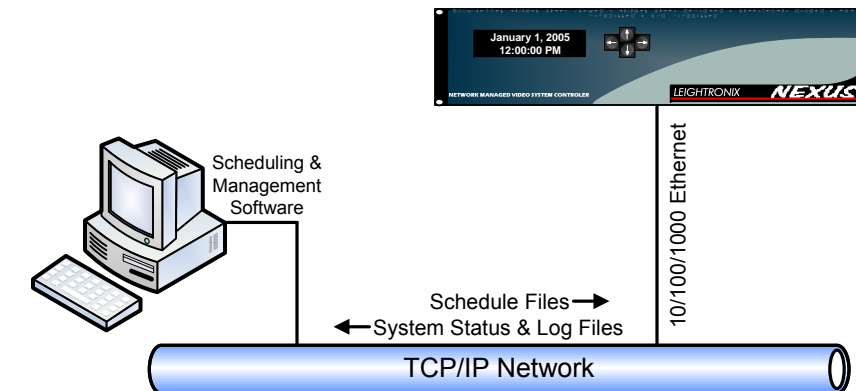 January 1, 2005
12:00:00 PM
NETWORK MANAGED VIDEO SYSTEM CONTROLER
LEIGHTRONIX NEXUS
Scheduling &
Management
Software
10/100/1000 Ethernet
Schedule Files
System Status & Log Files
TCP/IP Network